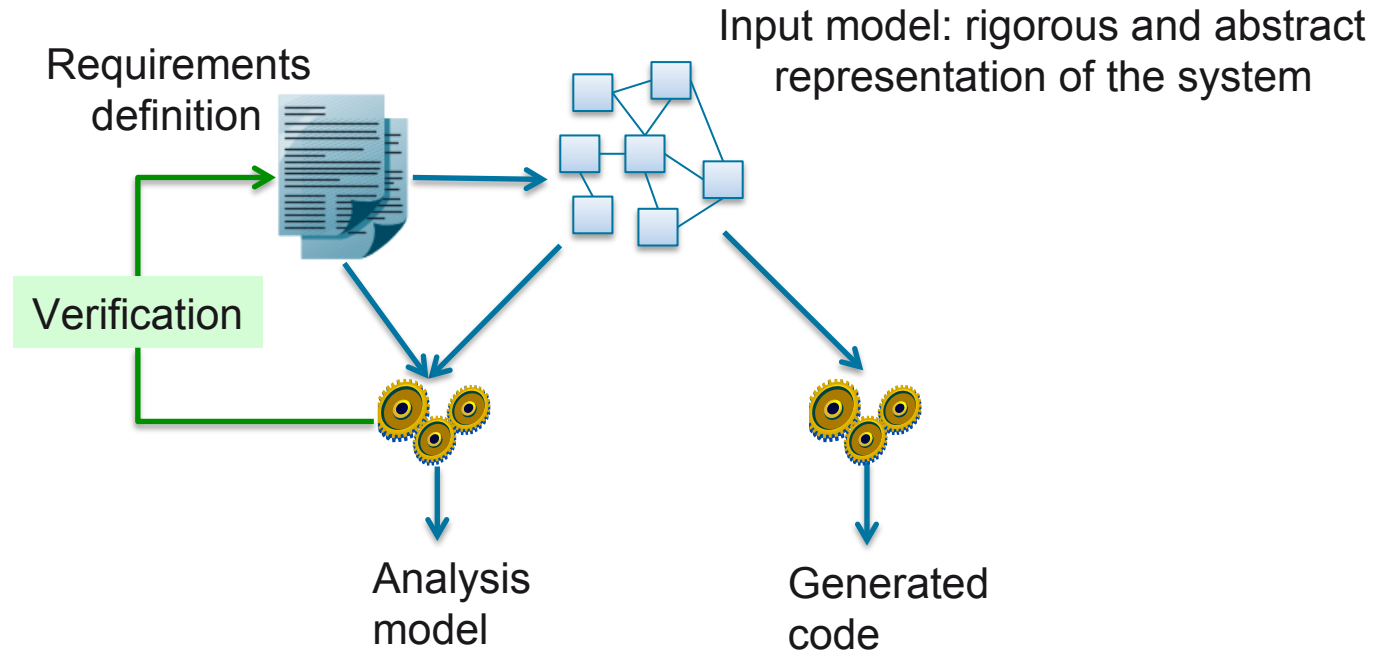 Input model: rigorous and abstract
representation of the system
Requirements
definition
Verification
Analysis
model
Generated
code